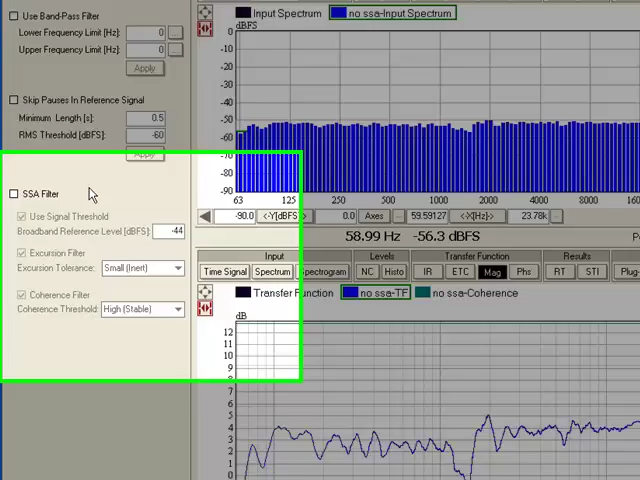 Use Band-Pass Filter
Lower Frequency Limit [Hz]: 0 ...
Upper Frequency Limit [Hz]: 0 ...
Apply
Skip Pauses In Reference Signal
Minimum Length [s]: 0.5
RMS Threshold [dBFS]: -60
Apply
SSA Filter
Use Signal Threshold
Broadband Reference Level [dBFS]: -44
Excursion Filter
Excursion Tolerance: Small (Inert)
Coherence Filter
Coherence Threshold: High (Stable)
Input Spectrum no ssa-Input Spectrum
dBFS
-10
-20
-30
-40
-50
-60
-70
-80
-90
63 125 250 500 1000 2000 4000 8000
-90.0 <-Y[dBFS 0.0 Axes ... 59.59127 <-X[Hz]-> 23.78k ...
58.99 Hz -56.3 dBFS
Input Levels Transfer Function Results
Time Signal Spectrum Spectrogram NC Histo IR ETC Mag Phs RT STI Plug-
Transfer Function no ssa-TF no ssa-Coherence
dB
12
11
10
9
8
6
5
4
3
2
1
0